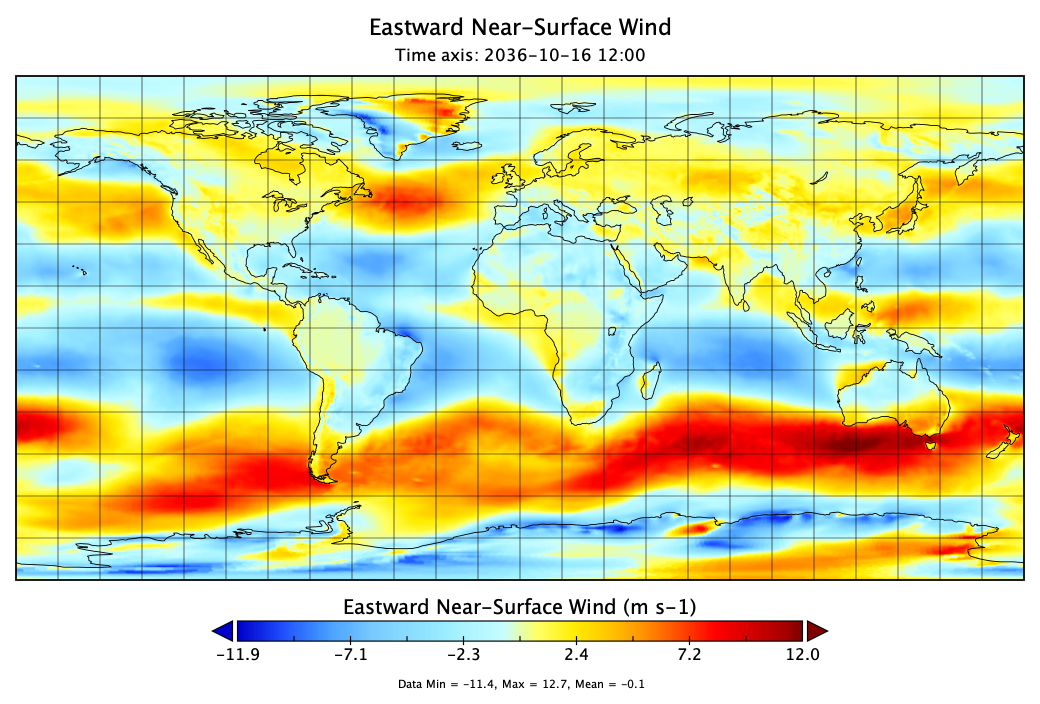 Eastward Near-Surface Wind
Time axis: 2036-10-16 12:00
Eastward Near-Surface Wind (m s-1)
-11.9 -7.1 -2.3 2.4 7.2 12.0
Data Min = -11.4, Max = 12.7, Mean = -0.1